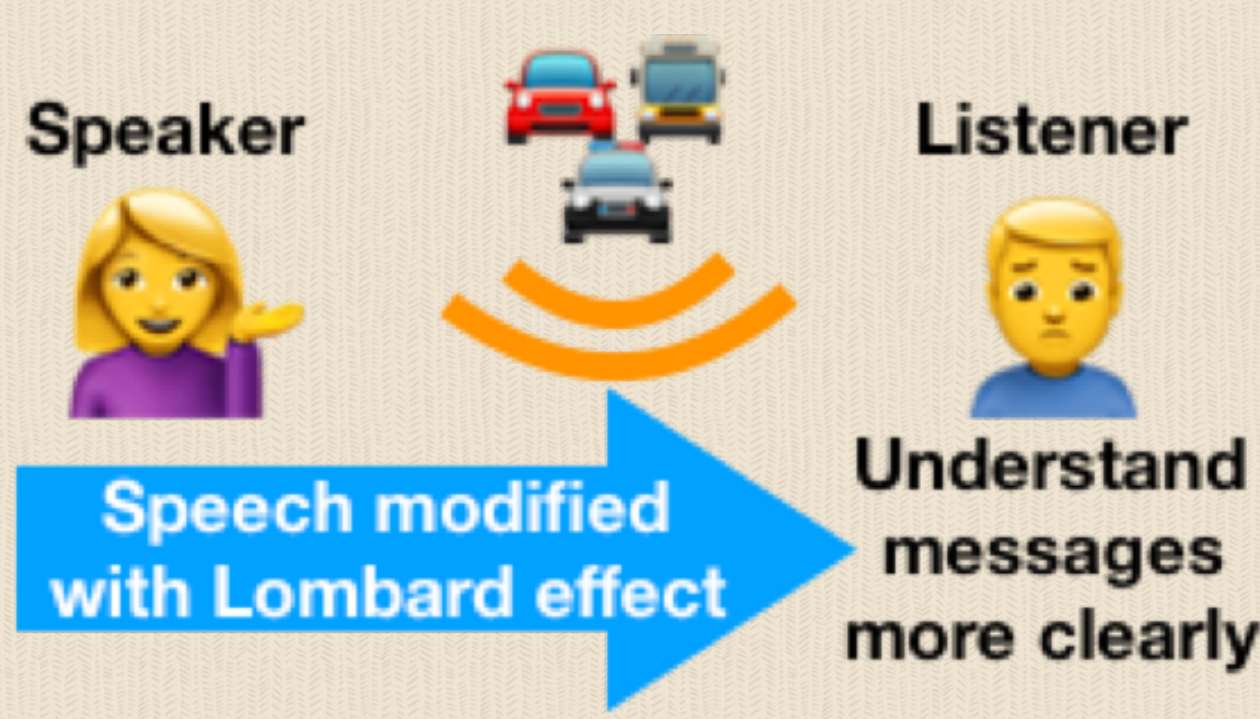 Speaker
Listener
Speech modified
with Lombard effect
Understand
messages
more clearly